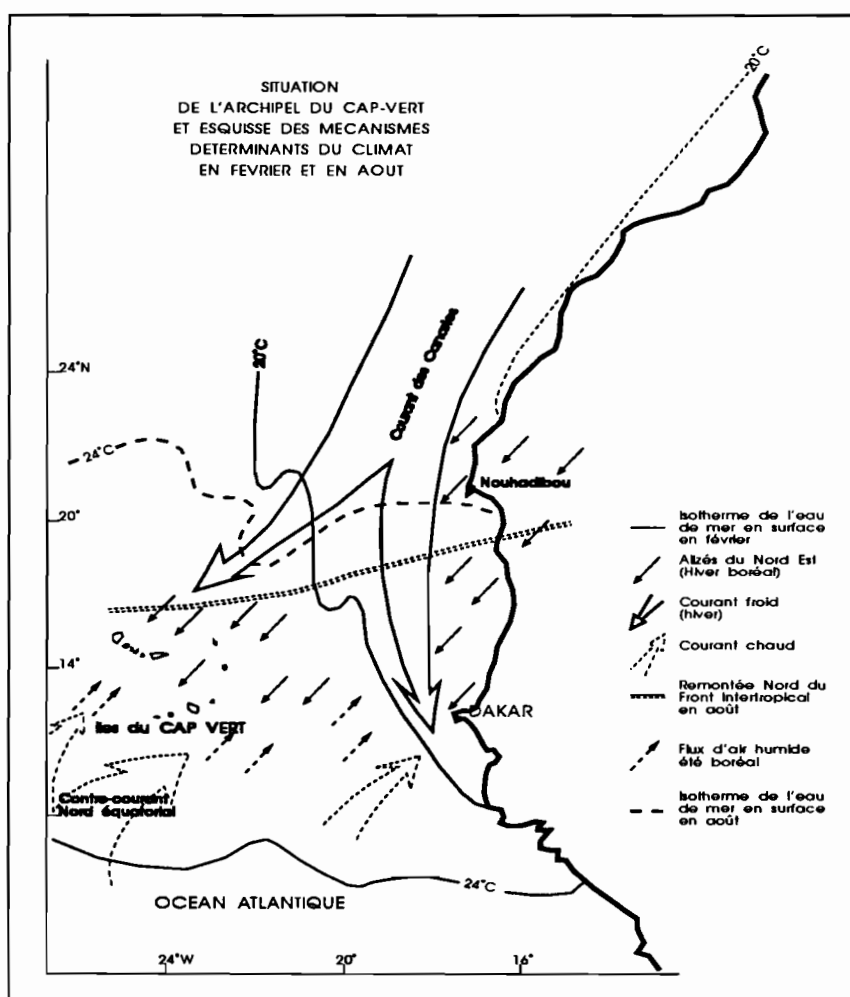 SITUATION
DE L'ARCHIPEL DU CAP-VERT
ET ESQUISSE DES MECANISMES
DETERMINANTS DU CLIMAT
EN FEVRIER ET EN AOUT
20°C
Courant des Canaries
20°C
24°N
24°C
Nouhadibou
20°
14°
DAKAR
Iles du CAP VERT
Contre-courant
Nord équatorial
24°C
OCEAN ATLANTIQUE
24°W
20°
16°
Isotherme de l'eau
de mer en surface
en février
Alizés du Nord Est
(Hiver boréal)
Courant froid
(hiver)
Courant chaud
Remontée Nord du
Front Intertropical
en août
Flux d'air humide
été boréal
Isotherme de l'eau
de mer en surface
en août